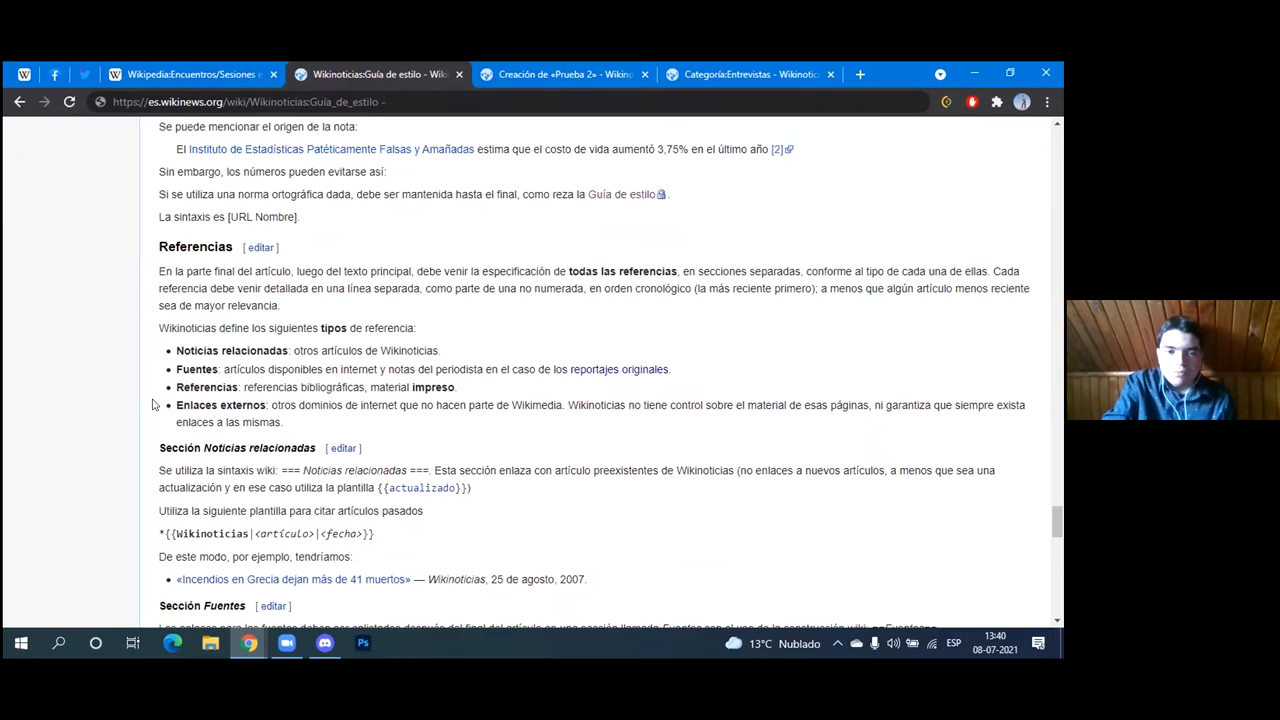 Wikipedia:Encuentros/Sesiones e
Wikinoticias:Guía de estilo - Wik
Creación de «Prueba 2» - Wikino
Categoría:Entrevistas - Wikinotic
https://es.wikinews.org/wiki/Wikinoticias:Guía_de_estilo -
Se puede mencionar el origen de la nota:
El Instituto de Estadísticas Patéticamente Falsas y Amañadas estima que el costo de vida aumentó 3,75% en el último año [2]
Sin embargo, los números pueden evitarse así:
Si se utiliza una norma ortográfica dada, debe ser mantenida hasta el final, como reza la Guía de estilo .
La sintaxis es [URL Nombre].
Referencias [ editar ]
En la parte final del artículo, luego del texto principal, debe venir la especificación de todas las referencias, en secciones separadas, conforme al tipo de cada una de ellas. Cada
referencia debe venir detallada en una línea separada, como parte de una no numerada, en orden cronológico (la más reciente primero); a menos que algún artículo menos reciente
sea de mayor relevancia.
Wikinoticias define los siguientes tipos de referencia:
• Noticias relacionadas: otros artículos de Wikinoticias.
• Fuentes: artículos disponibles en internet y notas del periodista en el caso de los reportajes originales.
• Referencias: referencias bibliográficas, material impreso.
• Enlaces externos: otros dominios de internet que no hacen parte de Wikimedia. Wikinoticias no tiene control sobre el material de esas páginas, ni garantiza que siempre exista
enlaces a las mismas.
Sección Noticias relacionadas [ editar ]
Se utiliza la sintaxis wiki: === Noticias relacionadas ===. Esta sección enlaza con artículo preexistentes de Wikinoticias (no enlaces a nuevos artículos, a menos que sea una
actualización y en ese caso utiliza la plantilla {{actualizado}})
Utiliza la siguiente plantilla para citar artículos pasados
*{{Wikinoticias|<artículo>|<fecha>}}
De este modo, por ejemplo, tendríamos:
• «Incendios en Grecia dejan más de 41 muertos» — Wikinoticias, 25 de agosto, 2007.
Sección Fuentes [ editar ]
13°C Nublado
ESP
13:40
08-07-2021